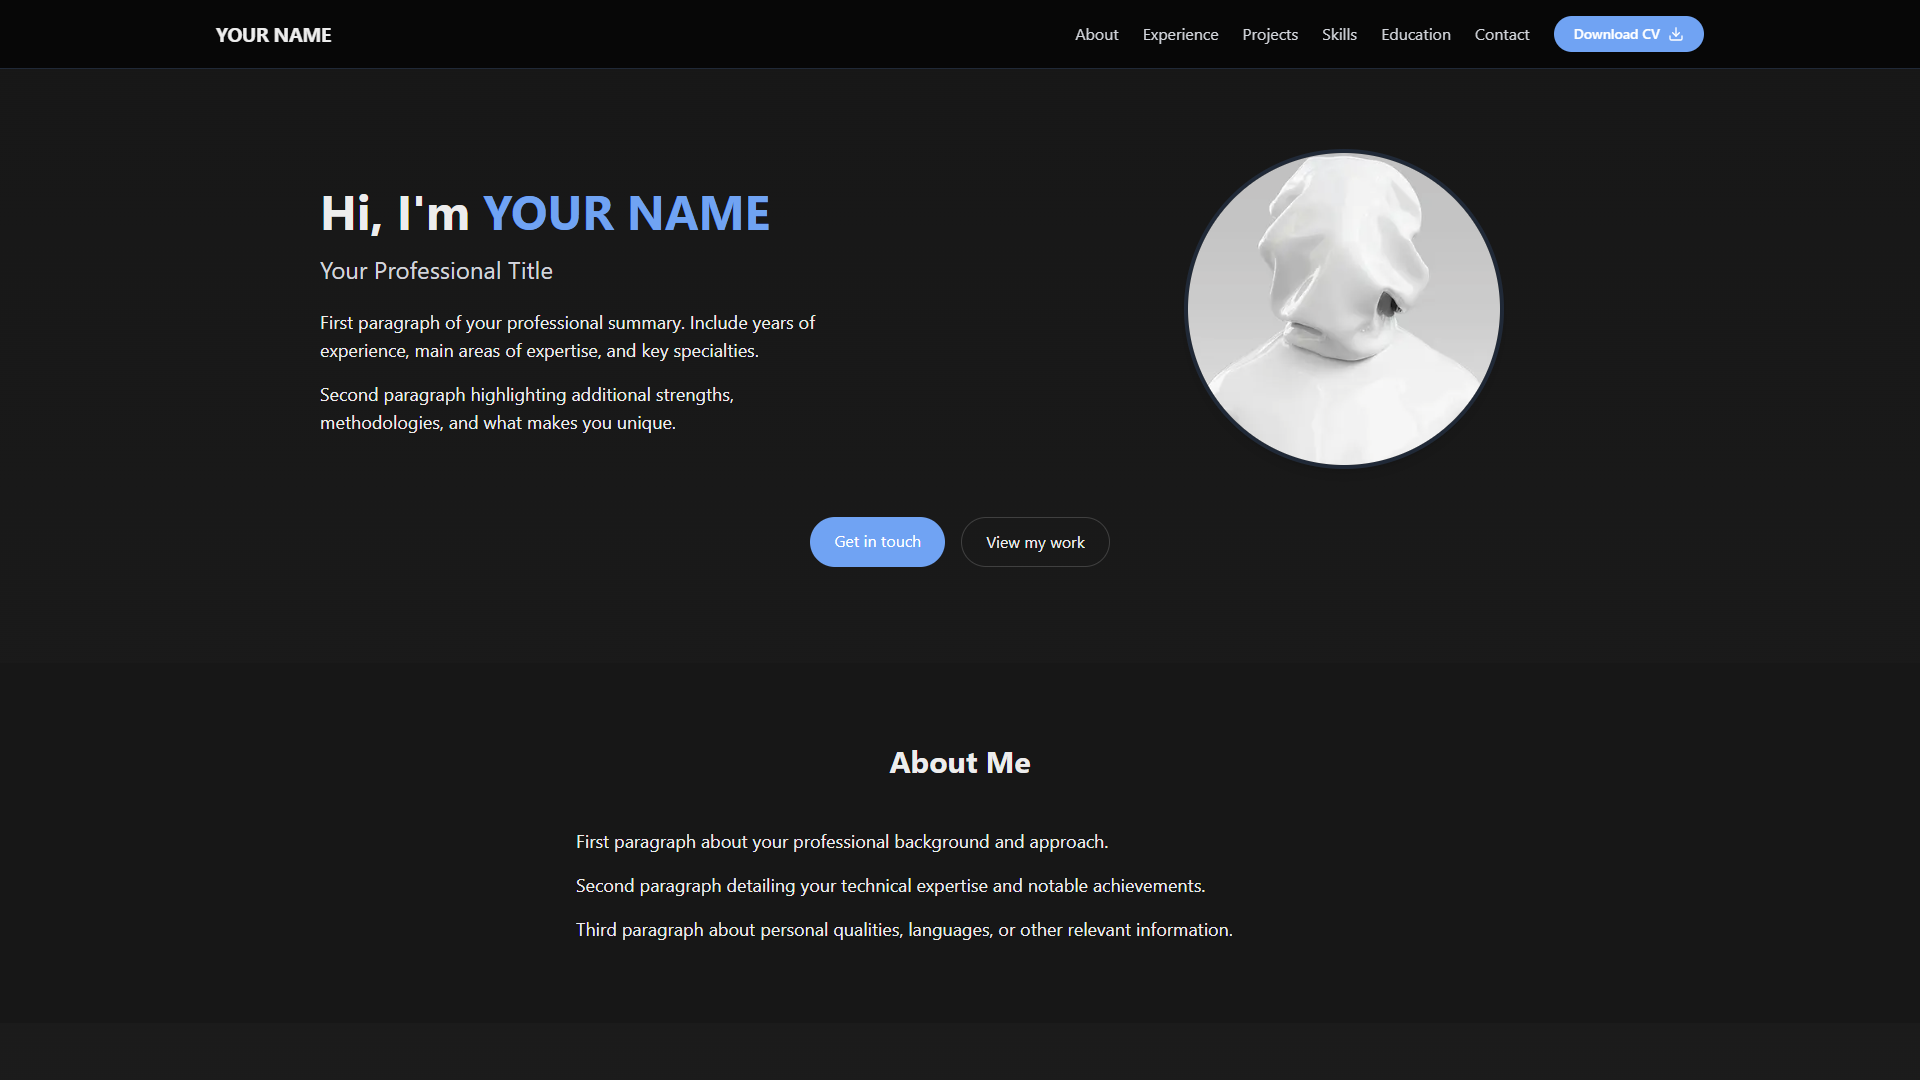 YOUR NAME
About
Experience
Projects
Skills
Education
Contact
Download CV
Hi, I'm YOUR NAME
Your Professional Title
First paragraph of your professional summary. Include years of
experience, main areas of expertise, and key specialties.
Second paragraph highlighting additional strengths,
methodologies, and what makes you unique.
Get in touch
View my work
About Me
First paragraph about your professional background and approach.
Second paragraph detailing your technical expertise and notable achievements.
Third paragraph about personal qualities, languages, or other relevant information.